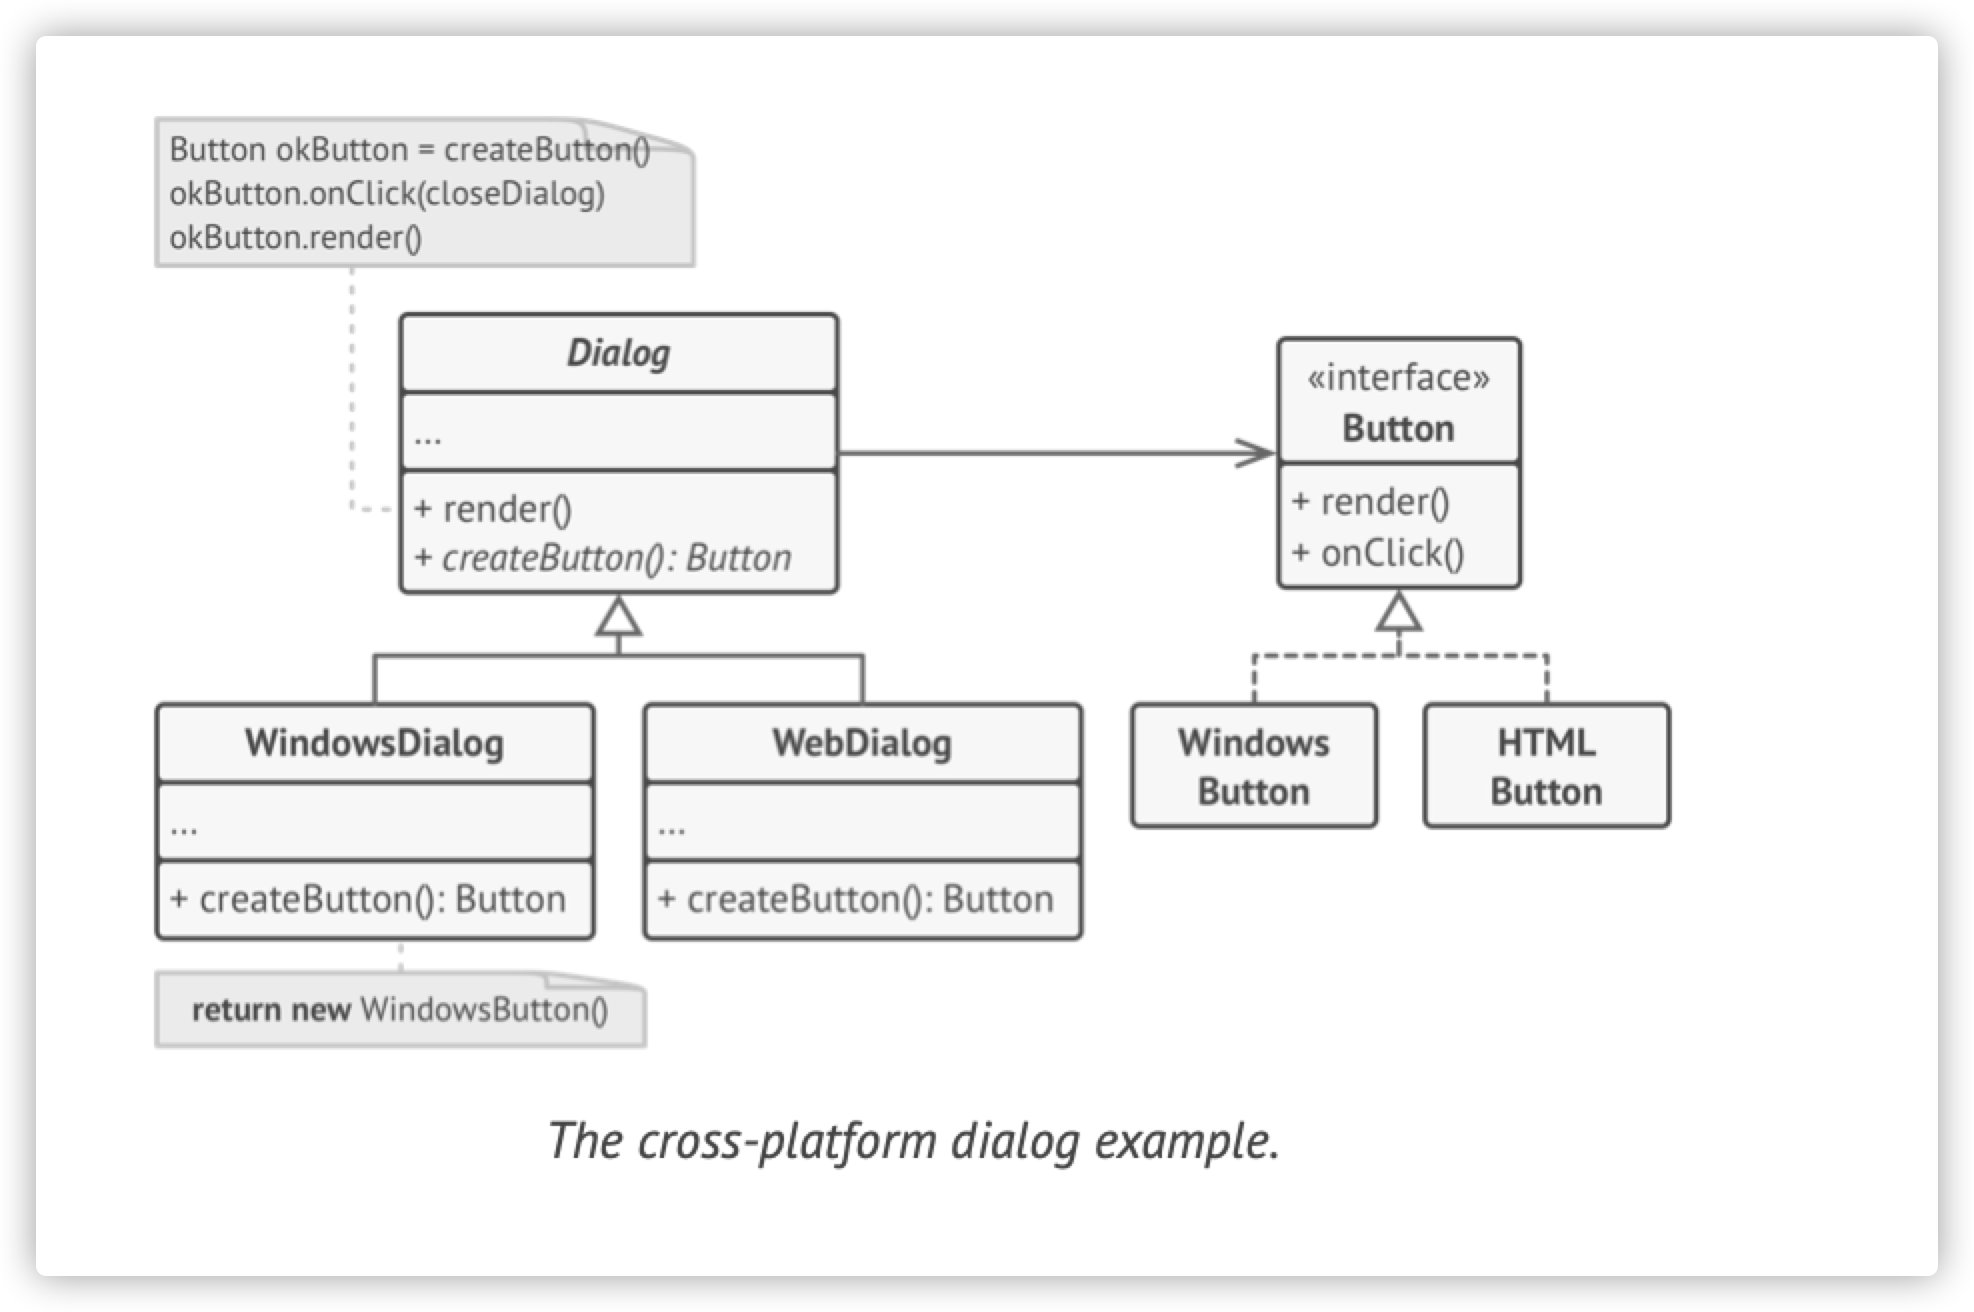 Button okButton = createButton()
okButton.onClick(closeDialog)
okButton.render()
Dialog
...
+ render()
+ createButton(): Button
«interface»
Button
+ render()
+ onClick()
WindowsDialog
...
+ createButton(): Button
WebDialog
...
+ createButton(): Button
Windows
Button
HTML
Button
return new WindowsButton()
The cross-platform dialog example.